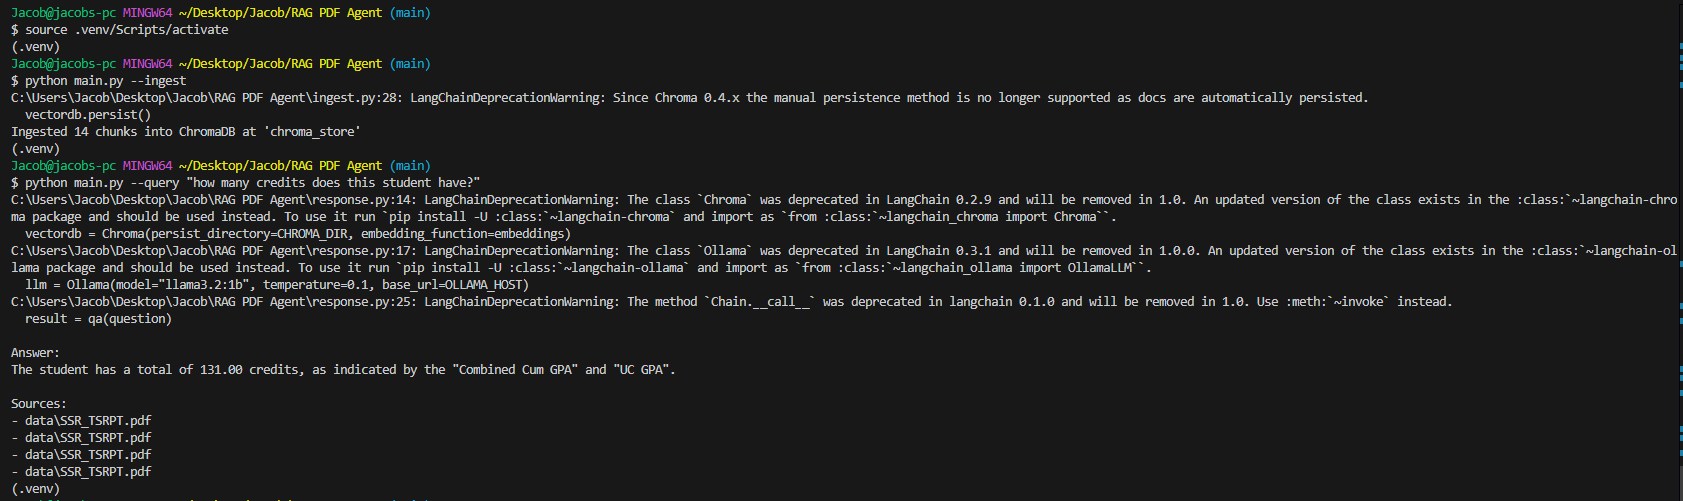 Jacob@jacobs-pc MINGW64 ~/Desktop/Jacob/RAG PDF Agent (main)
$ source .venv/Scripts/activate
(.venv)
Jacob@jacobs-pc MINGW64 ~/Desktop/Jacob/RAG PDF Agent (main)
$ python main.py --ingest
C:\Users\Jacob\Desktop\Jacob\RAG PDF Agent\ingest.py:28: LangChainDeprecationWarning: Since Chroma 0.4.x the manual persistence method is no longer supported as docs are automatically persisted.
  vectordb.persist()
Ingested 14 chunks into ChromaDB at 'chroma_store'
(.venv)
Jacob@jacobs-pc MINGW64 ~/Desktop/Jacob/RAG PDF Agent (main)
$ python main.py --query "how many credits does this student have?"
C:\Users\Jacob\Desktop\Jacob\RAG PDF Agent\response.py:14: LangChainDeprecationWarning: The class `Chroma` was deprecated in LangChain 0.2.9 and will be removed in 1.0. An updated version of the class exists in the :class:`~langchain-chro
ma package and should be used instead. To use it run `pip install -U :class:`~langchain-chroma` and import as `from :class:`~langchain_chroma import Chroma``.
  vectordb = Chroma(persist_directory=CHROMA_DIR, embedding_function=embeddings)
C:\Users\Jacob\Desktop\Jacob\RAG PDF Agent\response.py:17: LangChainDeprecationWarning: The class `Ollama` was deprecated in LangChain 0.3.1 and will be removed in 1.0.0. An updated version of the class exists in the :class:`~langchain-ol
lama package and should be used instead. To use it run `pip install -U :class:`~langchain-ollama` and import as `from :class:`~langchain_ollama import OllamaLLM``.
  llm = Ollama(model="llama3.2:1b", temperature=0.1, base_url=OLLAMA_HOST)
C:\Users\Jacob\Desktop\Jacob\RAG PDF Agent\response.py:25: LangChainDeprecationWarning: The method `Chain.__call__` was deprecated in langchain 0.1.0 and will be removed in 1.0. Use :meth:`~invoke` instead.
  result = qa(question)

Answer:
The student has a total of 131.00 credits, as indicated by the "Combined Cum GPA" and "UC GPA".

Sources:
- data\SSR_TSRPT.pdf
- data\SSR_TSRPT.pdf
- data\SSR_TSRPT.pdf
- data\SSR_TSRPT.pdf
(.venv)